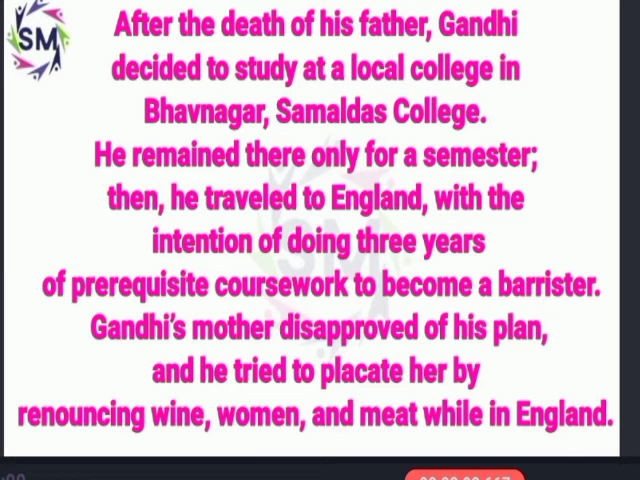 SM
After the death of his father, Gandhi
decided to study at a local college in
Bhavnagar, Samaldas College.
He remained there only for a semester;
then, he traveled to England, with the
intention of doing three years
of prerequisite coursework to become a barrister.
Gandhi's mother disapproved of his plan,
and he tried to placate her by
renouncing wine, women, and meat while in England.